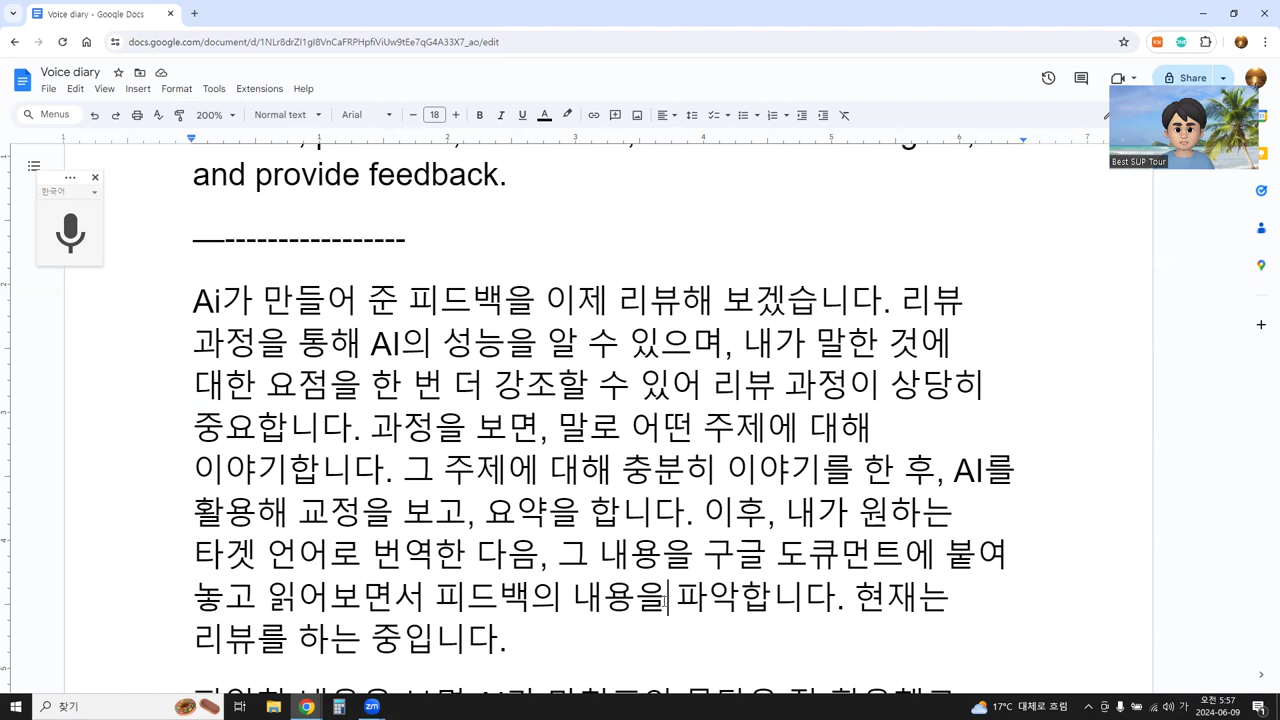 Voice diary - Google Docs
docs.google.com/document/d/1NLr8drZI1gI8VnCaFRPHpfiViUw9tEe7qG4A33X7_ao/edit
Voice diary
File Edit View Insert Format Tools Extensions Help
Share
Menus 200% Normal text Arial 18
1 1 2 3 4 5 6 7
Best SUP Tour
한국어
and provide feedback.
—-----------------
Ai가 만들어 준 피드백을 이제 리뷰해 보겠습니다. 리뷰
과정을 통해 AI의 성능을 알 수 있으며, 내가 말한 것에
대한 요점을 한 번 더 강조할 수 있어 리뷰 과정이 상당히
중요합니다. 과정을 보면, 말로 어떤 주제에 대해
이야기합니다. 그 주제에 대해 충분히 이야기를 한 후, AI를
활용해 교정을 보고, 요약을 합니다. 이후, 내가 원하는
타겟 언어로 번역한 다음, 그 내용을 구글 도큐먼트에 붙여
놓고 읽어보면서 피드백의 내용을 파악합니다. 현재는
리뷰를 하는 중입니다.
찾기
17°C 대체로 흐림
가
오전 5:57
2024-06-09